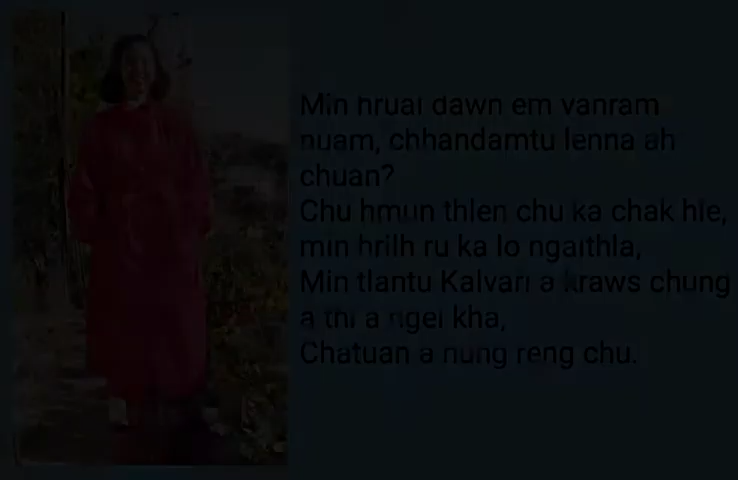 Min hruai dawn em vanram
nuam, chhandamtu lenna ah
chuan?
Chu hmun thlen chu ka chak hle,
min hrilh ru ka lo ngaithla,
Min tlantu Kalvari a kraws chung
a thi a ngei kha,
Chatuan a nung reng chu.